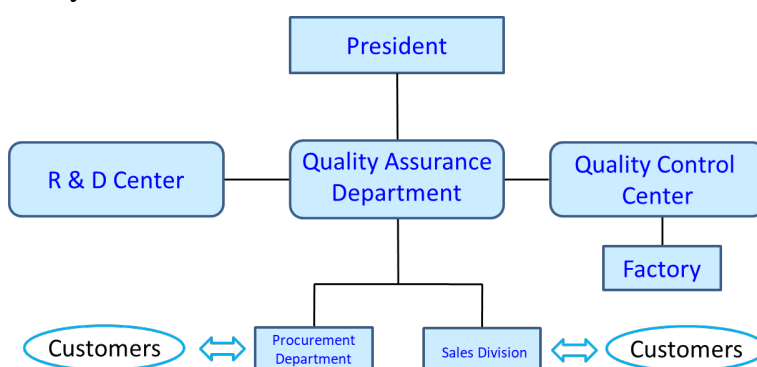 President
R & D Center
Quality Assurance
Department
Quality Control
Center
Factory
Customers
Procurement
Department
Sales Division
Customers